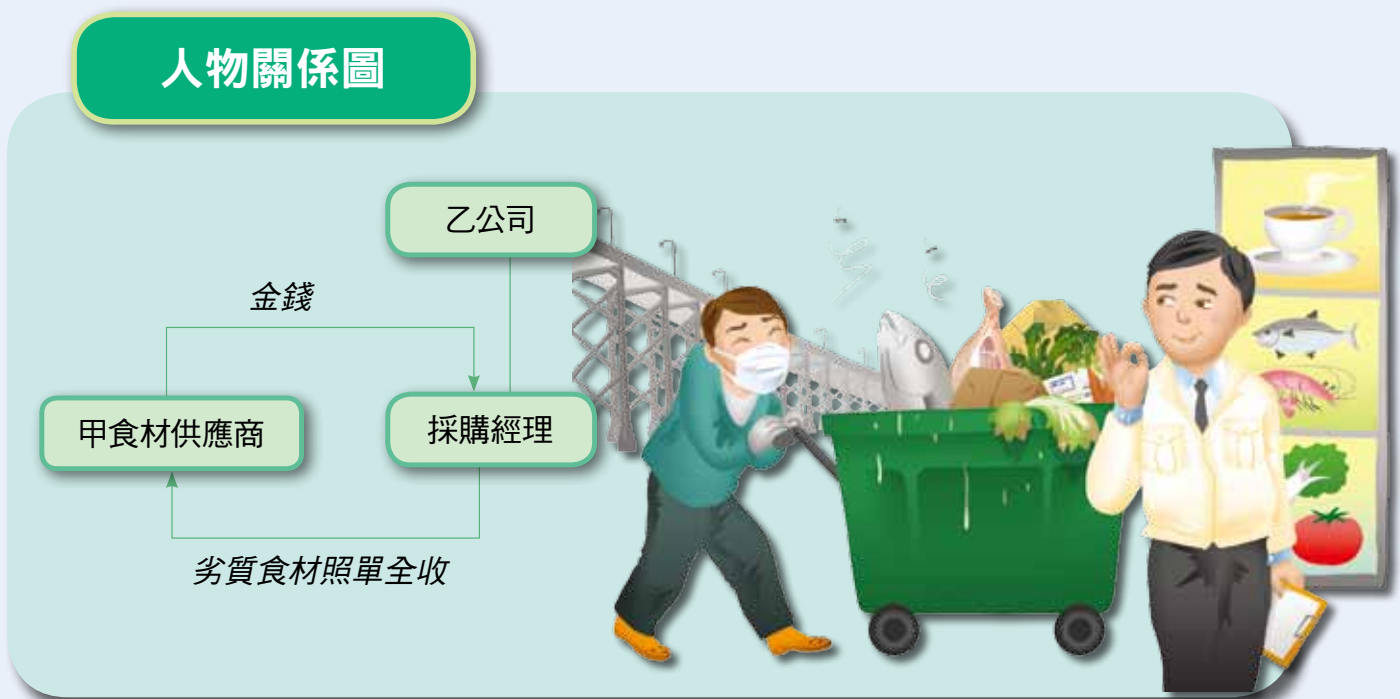 人物關係圖
乙公司
金錢
甲食材供應商
採購經理
劣質食材照單全收